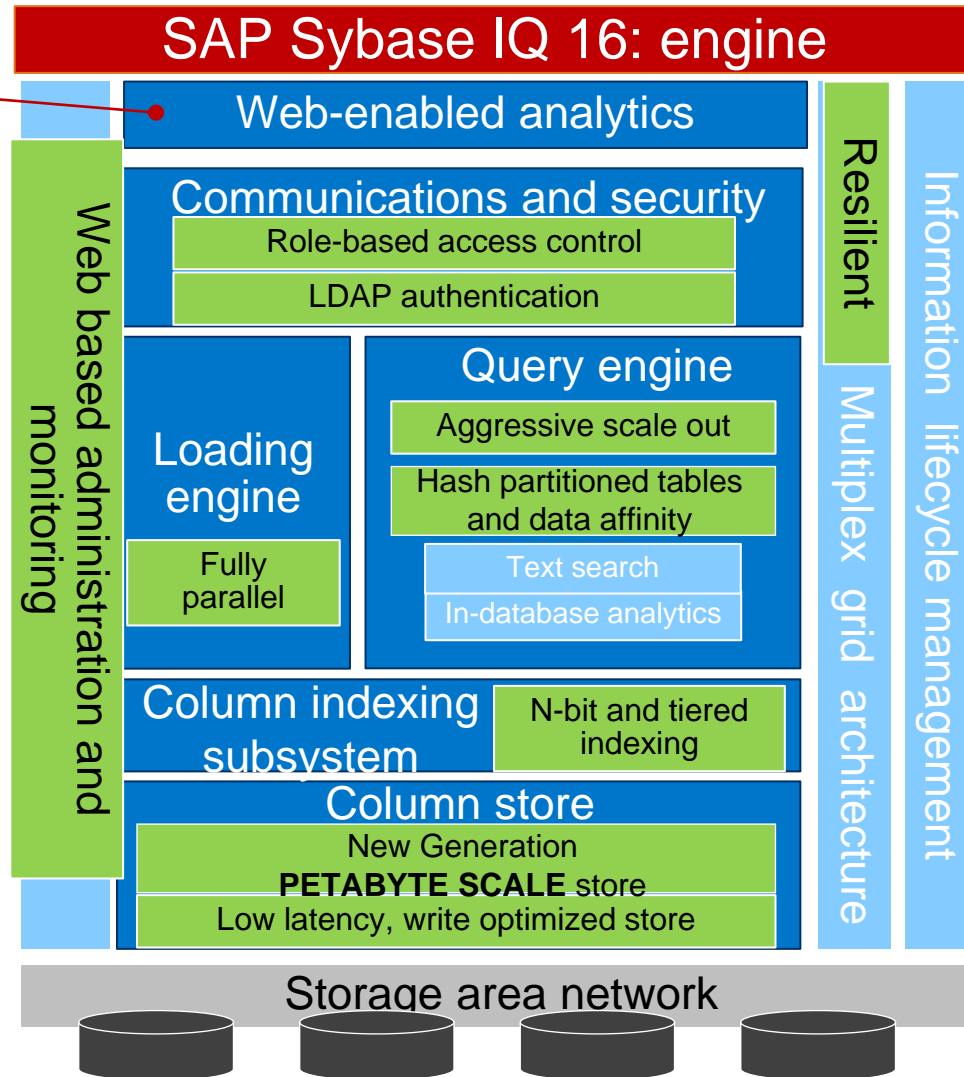 SAP Sybase IQ 16: engine
Web-enabled analytics
Communications and security
Role-based access control
LDAP authentication
Web based administration and
monitoring
Loading
engine
Fully
parallel
Query engine
Aggressive scale out
Hash partitioned tables
and data affinity
Text search
In-database analytics
Resilient
Multiplex grid architecture
Information lifecycle management
Column indexing
subsystem
N-bit and tiered
indexing
Column store
New Generation
PETABYTE SCALE store
Low latency, write optimized store
Storage area network